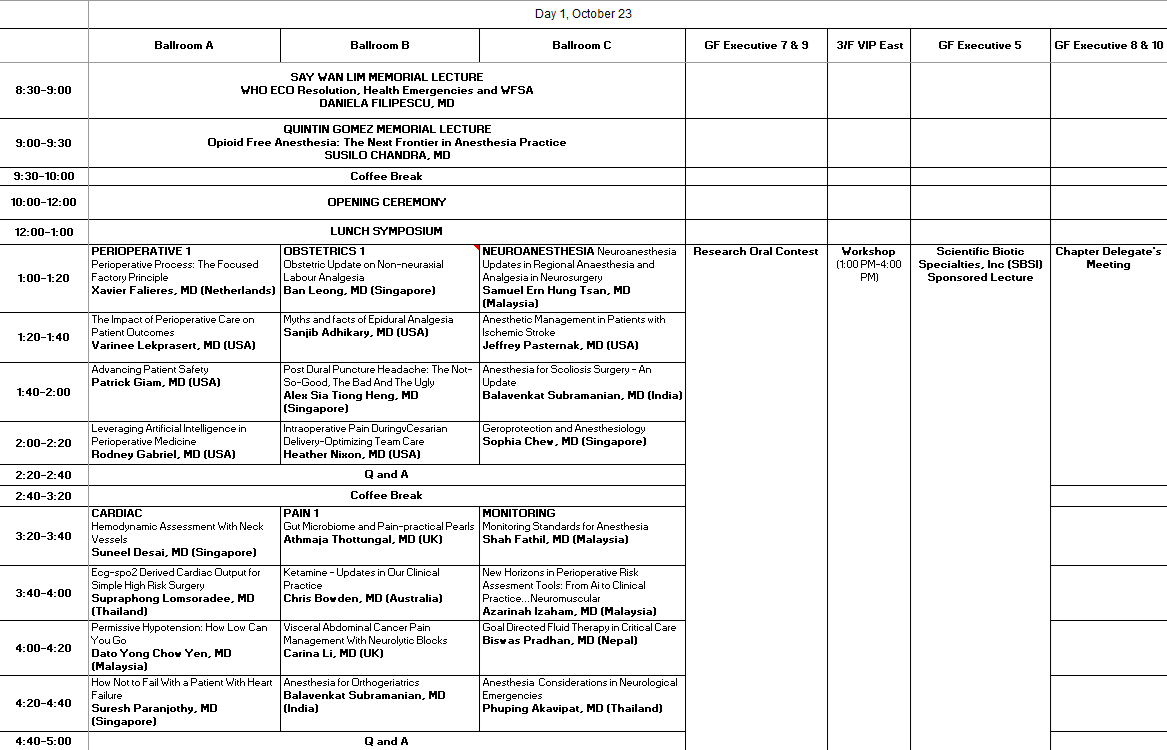 Day 1, October 23
Ballroom A
Ballroom B
Ballroom C
GF Executive 7 & 9
3/F VIP East
GF Executive 5
GF Executive 8 & 10
8:30-9:00
SAY WAN LIM MEMORIAL LECTURE
WHO ECO Resolution, Health Emergencies and WFSA
DANIELA FILIPESCU, MD
9:00-9:30
QUINTIN GOMEZ MEMORIAL LECTURE
Opioid Free Anesthesia: The Next Frontier in Anesthesia Practice
SUSILO CHANDRA, MD
9:30-10:00
Coffee Break
10:00-12:00
OPENING CEREMONY
12:00-1:00
LUNCH SYMPOSIUM
1:00-1:20
PERIOPERATIVE 1
Perioperative Process: The Focused
Factory Principle
Xavier Falieres, MD (Netherlands)
OBSTETRICS 1
Obstetric Update on Non-neuraxial
Labour Analgesia
Ban Leong, MD (Singapore)
NEUROANESTHESIA Neuroanesthesia
Updates in Regional Anaesthesia and
Analgesia in Neurosurgery
Samuel Ern Hung Tsan, MD
(Malaysia)
Research Oral Contest
Workshop
(1:00 PM-4:00
PM)
Scientific Biotic
Specialties, Inc (SBSI)
Sponsored Lecture
Chapter Delegate's
Meeting
1:20-1:40
The Impact of Perioperative Care on
Patient Outcomes
Varinee Lekprasert, MD (USA)
Myths and facts of Epidural Analgesia
Sanjib Adhikary, MD (USA)
Anesthetic Management in Patients with
Ischemic Stroke
Jeffrey Pasternak, MD (USA)
1:40-2:00
Advancing Patient Safety
Patrick Giam, MD (USA)
Post Dural Puncture Headache: The Not-
So-Good, The Bad And The Ugly
Alex Sia Tiong Heng, MD
(Singapore)
Anesthesia for Scoliosis Surgery - An
Update
Balavenkat Subramanian, MD (India)
2:00-2:20
Leveraging Artificial Intelligence in
Perioperative Medicine
Rodney Gabriel, MD (USA)
Intraoperative Pain DuringvCesarian
Delivery-Optimizing Team Care
Heather Nixon, MD (USA)
Geroprotection and Anesthesiology
Sophia Chew, MD (Singapore)
2:20-2:40
Q and A
2:40-3:20
Coffee Break
3:20-3:40
CARDIAC
Hemodynamic Assessment With Neck
Vessels
Suneel Desai, MD (Singapore)
PAIN 1
Gut Microbiome and Pain-practical Pearls
Athmaja Thottungal, MD (UK)
MONITORING
Monitoring Standards for Anesthesia
Shah Fathil, MD (Malaysia)
3:40-4:00
Ecg-spo2 Derived Cardiac Output for
Simple High Risk Surgery
Supraphong Lomsoradee, MD
(Thailand)
Ketamine - Updates in Our Clinical
Practice
Chris Bowden, MD (Australia)
New Horizons in Perioperative Risk
Assesment Tools: From Ai to Clinical
Practice...Neuromuscular
Azarinah Izaham, MD (Malaysia)
4:00-4:20
Permissive Hypotension: How Low Can
You Go
Dato Yong Chow Yen, MD
(Malaysia)
Visceral Abdominal Cancer Pain
Management With Neurolytic Blocks
Carina Li, MD (UK)
Goal Directed Fluid Therapy in Critical Care
Biswas Pradhan, MD (Nepal)
4:20-4:40
How Not to Fail With a Patient With Heart
Failure
Suresh Paranjothy, MD
(Singapore)
Anesthesia for Orthogeriatrics
Balavenkat Subramanian, MD
(India)
Anesthesia Considerations in Neurological
Emergencies
Phuping Akavipat, MD (Thailand)
4:40-5:00
Q and A